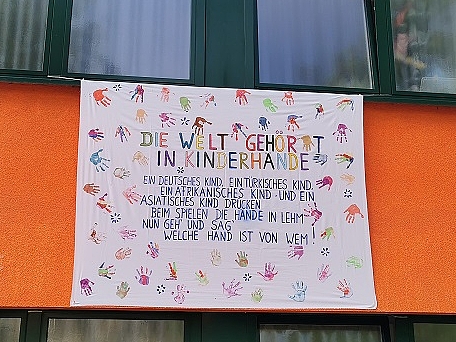 DIE WELT GEHÖRT
IN KINDERHÄNDE
EIN DEUTSCHES KIND, EIN TÜRKISCHES KIND,
EIN AFRIKANISCHES KIND UND EIN
ASIATISCHES KIND DRÜCKEN
BEIM SPIELEN DIE HÄNDE IN LEHM
NUN GEH' UND SAG'
WELCHE HAND IST VON WEM!